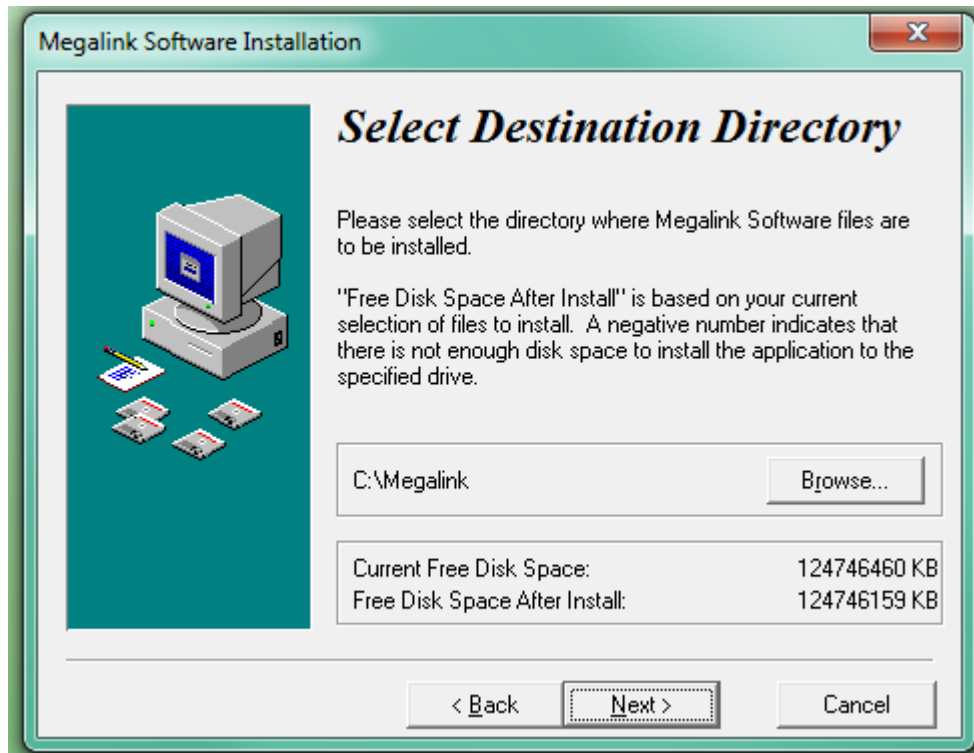 Megalink Software Installation
Select Destination Directory
Please select the directory where Megalink Software files are
to be installed.
"Free Disk Space After Install" is based on your current
selection of files to install.  A negative number indicates that
there is not enough disk space to install the application to the
specified drive.
C:\Megalink
Browse...
Current Free Disk Space: 124746460 KB
Free Disk Space After Install: 124746159 KB
< Back
Next >
Cancel